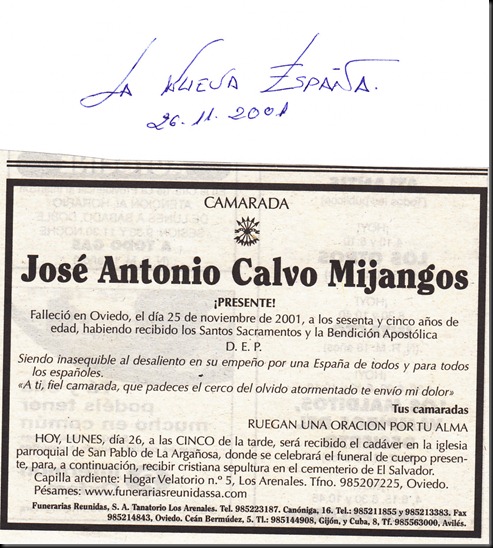 La Nueva España.
26.11.2001
CAMARADA
José Antonio Calvo Mijangos
¡PRESENTE!
Falleció en Oviedo, el día 25 de noviembre de 2001, a los sesenta y cinco años de
edad, habiendo recibido los Santos Sacramentos y la Bendición Apostólica
D. E. P.
Siendo inasequible al desaliento en su empeño por una España de todos y para todos
los españoles.
«A ti, fiel camarada, que padeces el cerco del olvido atormentado te envío mi dolor»
Tus camaradas
RUEGAN UNA ORACION POR TU ALMA
HOY, LUNES, día 26, a las CINCO de la tarde, será recibido el cadáver en la iglesia
parroquial de San Pablo de La Argañosa, donde se celebrará el funeral de cuerpo presen-
te, para, a continuación, recibir cristiana sepultura en el cementerio de El Salvador.
Capilla ardiente: Hogar Velatorio n.º 5, Los Arenales. Tfno. 985207225, Oviedo.
Pésames: www.funerariasreunidassa.com
Funerarias Reunidas, S. A. Tanatorio Los Arenales. Tel. 985223187. Canóniga, 16. Tel.: 985211855 y 985213383. Fax
985214843, Oviedo. Ceán Bermúdez, 5. Tl.: 985144908, Gijón, y Cuba, 8. Tf. 985563000, Avilés.